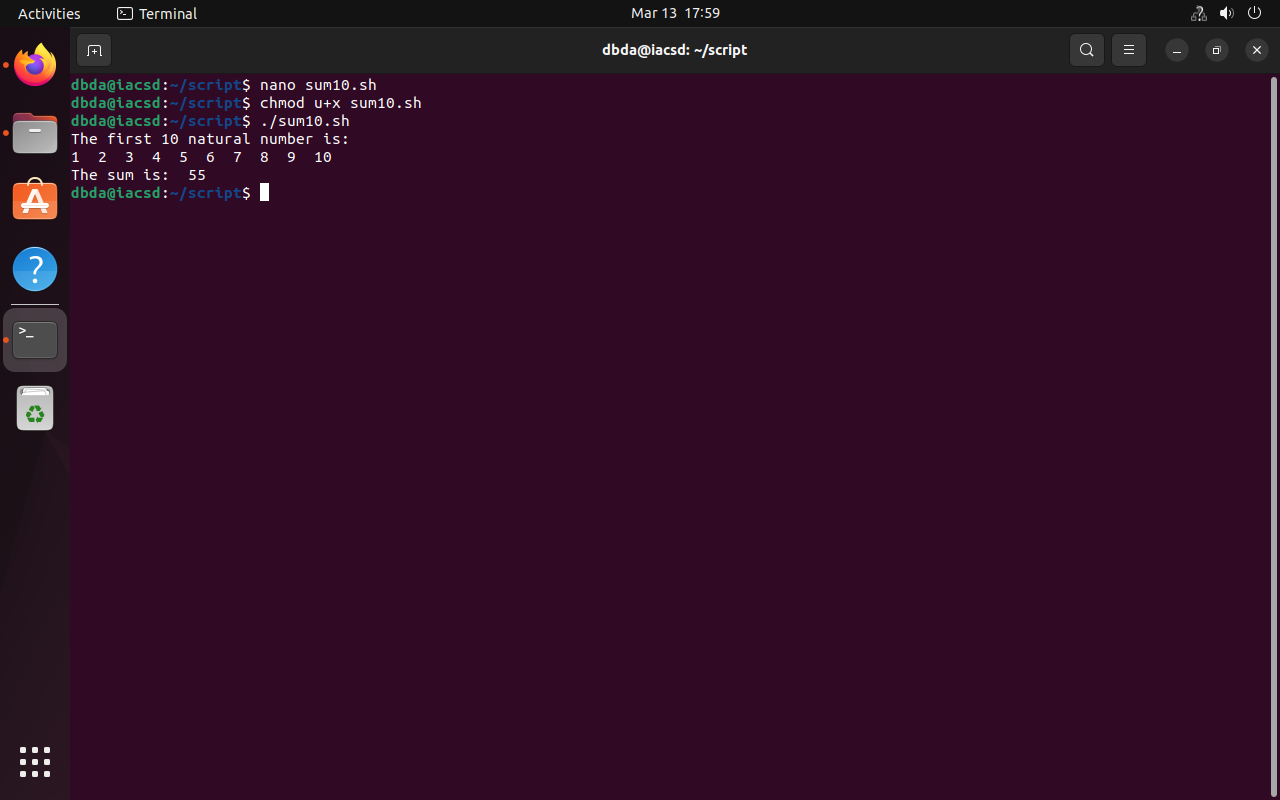 Activities Terminal Mar 13 17:59
dbda@iacsd: ~/script
dbda@iacsd:~/script$ nano sum10.sh
dbda@iacsd:~/script$ chmod u+x sum10.sh
dbda@iacsd:~/script$ ./sum10.sh
The first 10 natural number is:
1 2 3 4 5 6 7 8 9 10
The sum is: 55
dbda@iacsd:~/script$